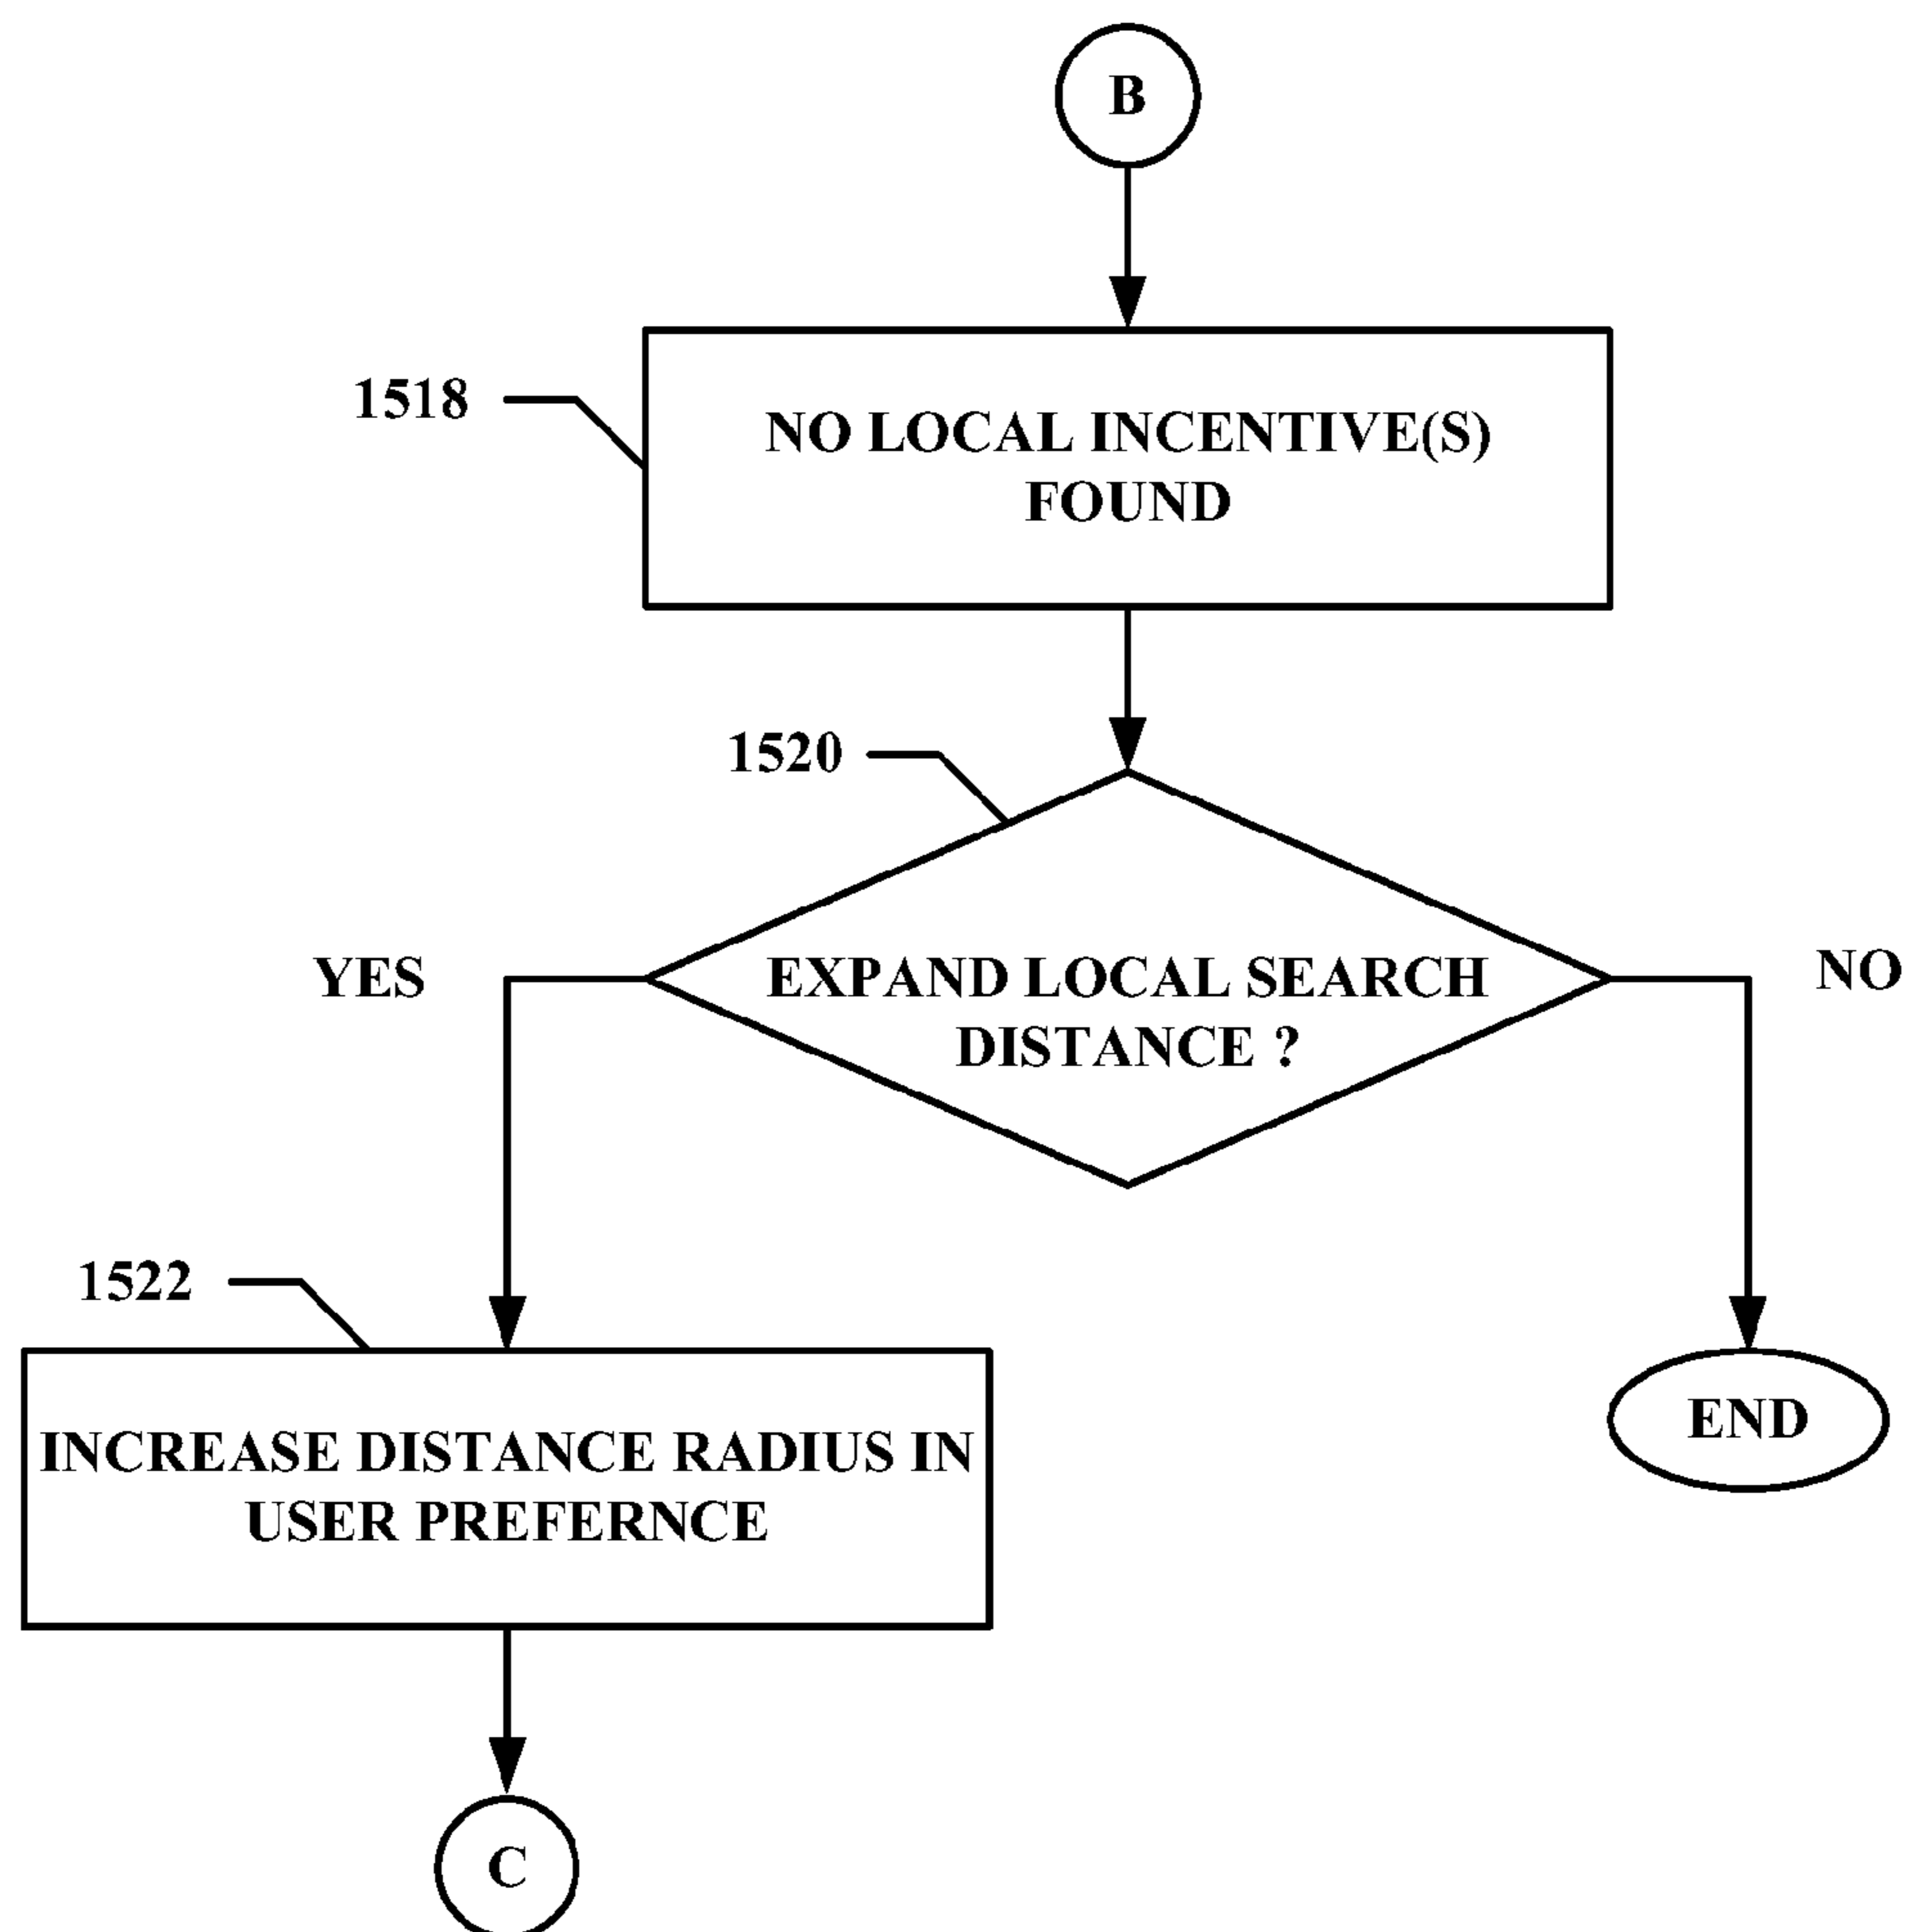 B
1518
NO LOCAL INCENTIVE(S)
FOUND
1520
YES
EXPAND LOCAL SEARCH
DISTANCE ?
NO
1522
INCREASE DISTANCE RADIUS IN
USER PREFERNCE
END
C